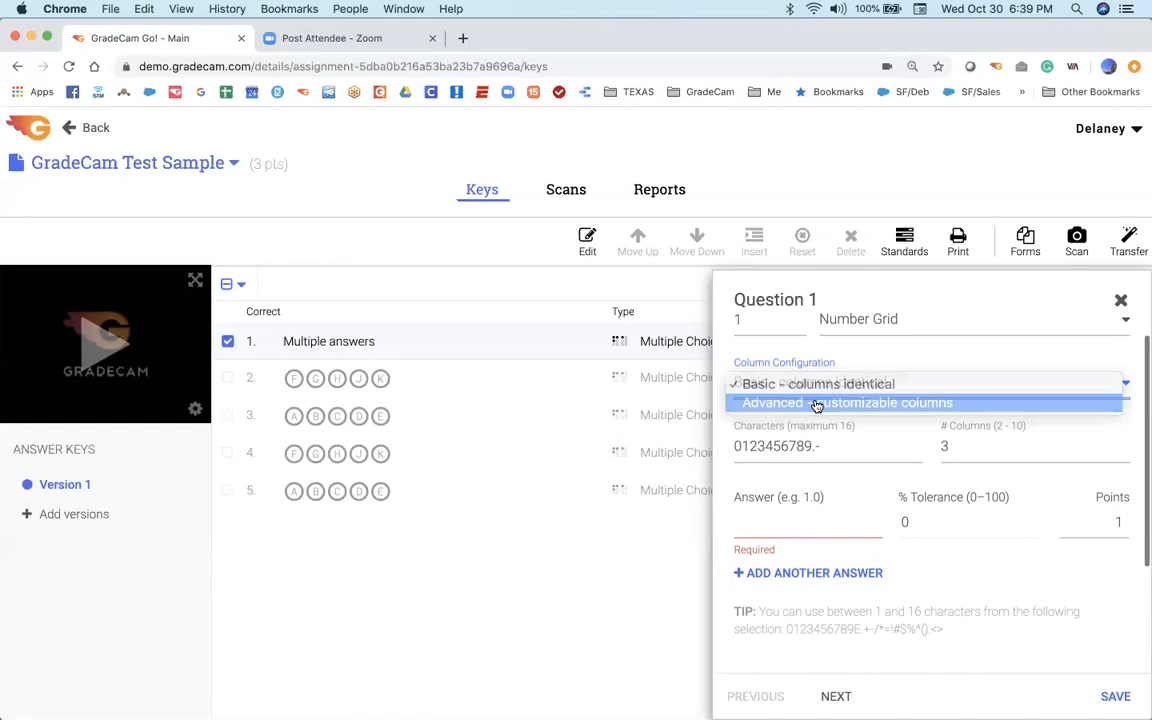 Chrome File Edit View History Bookmarks People Window Help 100% Wed Oct 30 6:39 PM
GradeCam Go! - Main Post Attendee - Zoom
demo.gradecam.com/details/assignment-5dba0b216a53ba23b7a9696a/keys
Apps TEXAS GradeCam Me Bookmarks SF/Deb SF/Sales » Other Bookmarks
Back
Delaney
GradeCam Test Sample (3 pts)
Keys Scans Reports
Edit Move Up Move Down Insert Reset Delete Standards Print Forms Scan Transfer
GRADECAM
ANSWER KEYS
Version 1
+ Add versions
Correct Type
1. Multiple answers Multiple Choi
2. F G H J K Multiple Choi
3. A B C D E Multiple Choi
4. F G H J K Multiple Choi
5. A B C D E Multiple Choi
Question 1
1 Number Grid
Column Configuration
✓ Basic - columns identical
Advanced - customizable columns
Characters (maximum 16) # Columns (2 - 10)
0123456789.- 3
Answer (e.g. 1.0) % Tolerance (0–100) Points
0 1
Required
+ ADD ANOTHER ANSWER
TIP: You can use between 1 and 16 characters from the following
selection: 0123456789E.+-/*=!#$%^():<>
PREVIOUS NEXT SAVE